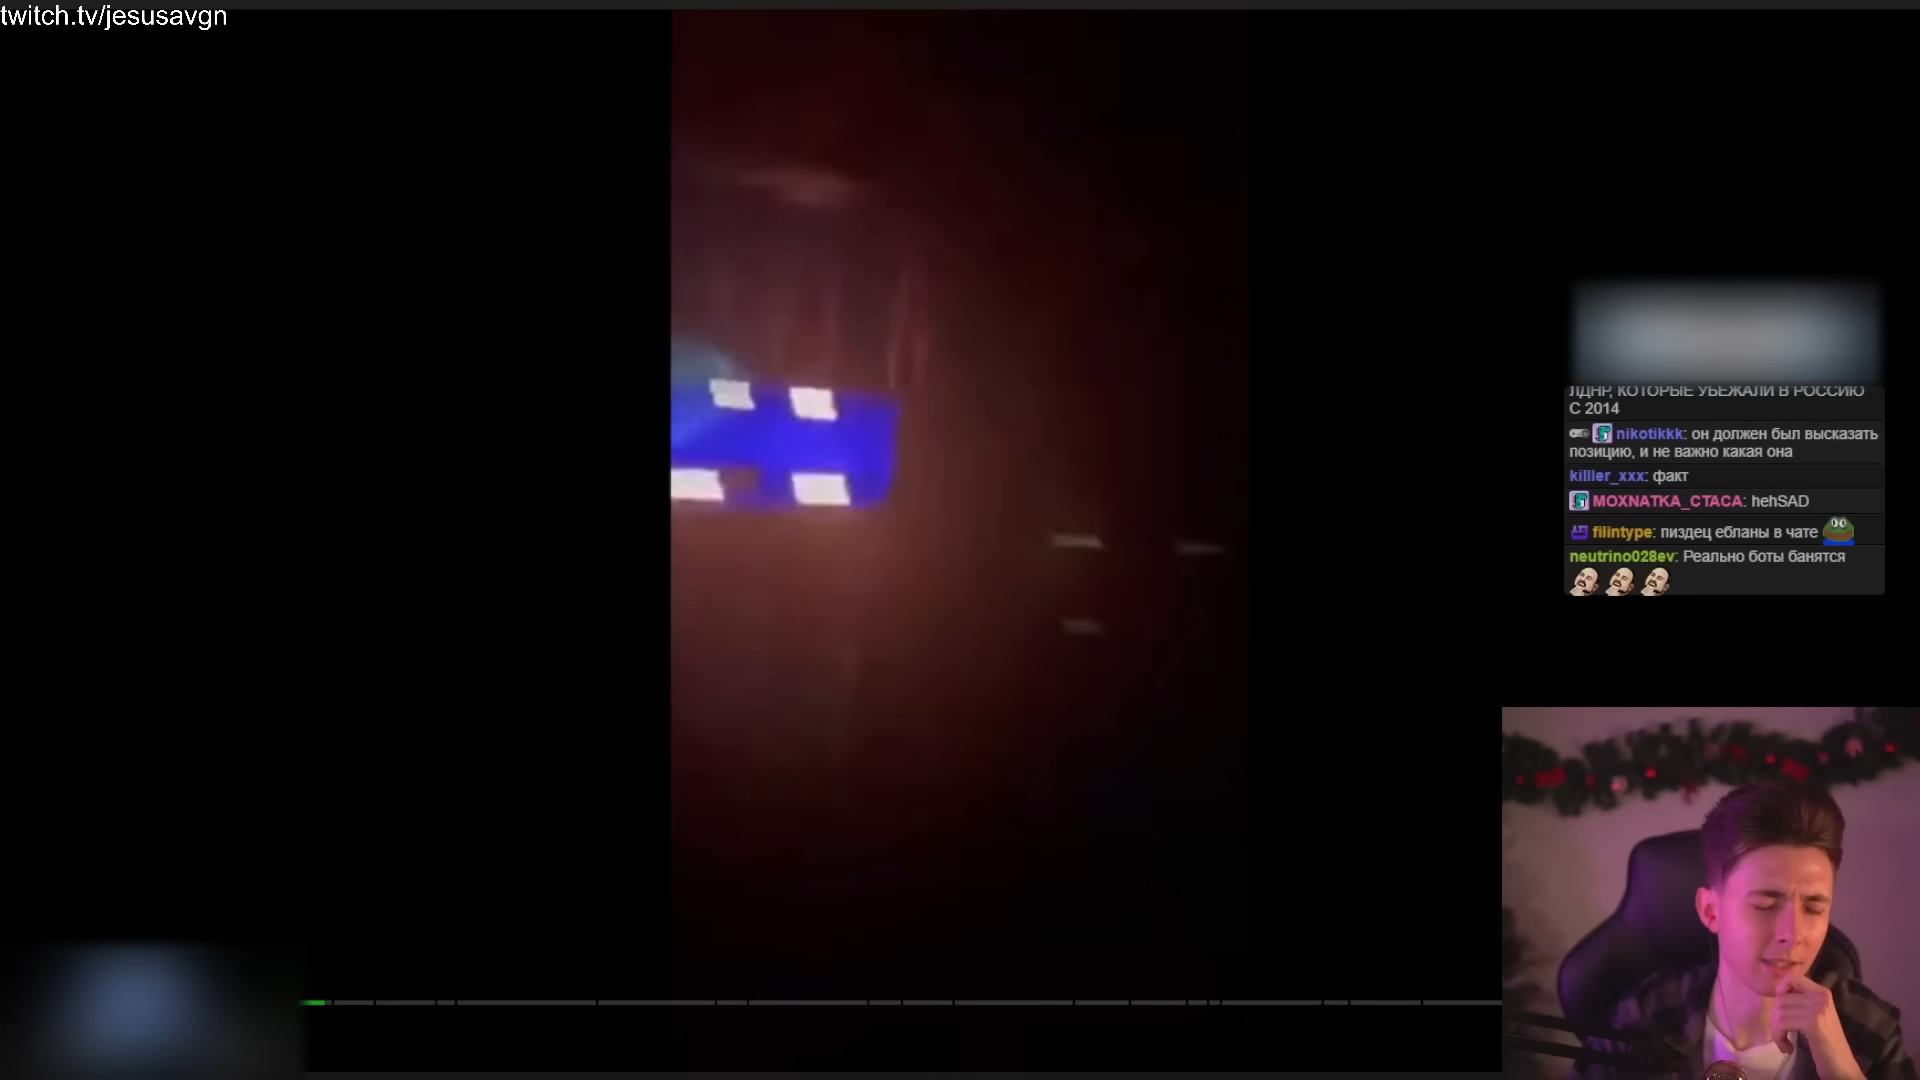 twitch.tv/jesusavgn
ЛДНР, КОТОРЫЕ УБЕЖАЛИ В РОССИЮ
С 2014
nikotikkk: он должен был высказать
позицию, и не важно какая она
killler_xxx: факт
MOXNATKA_CTACA: hehSAD
filintype: пиздец ебланы в чате
neutrino028ev: Реально боты банятся